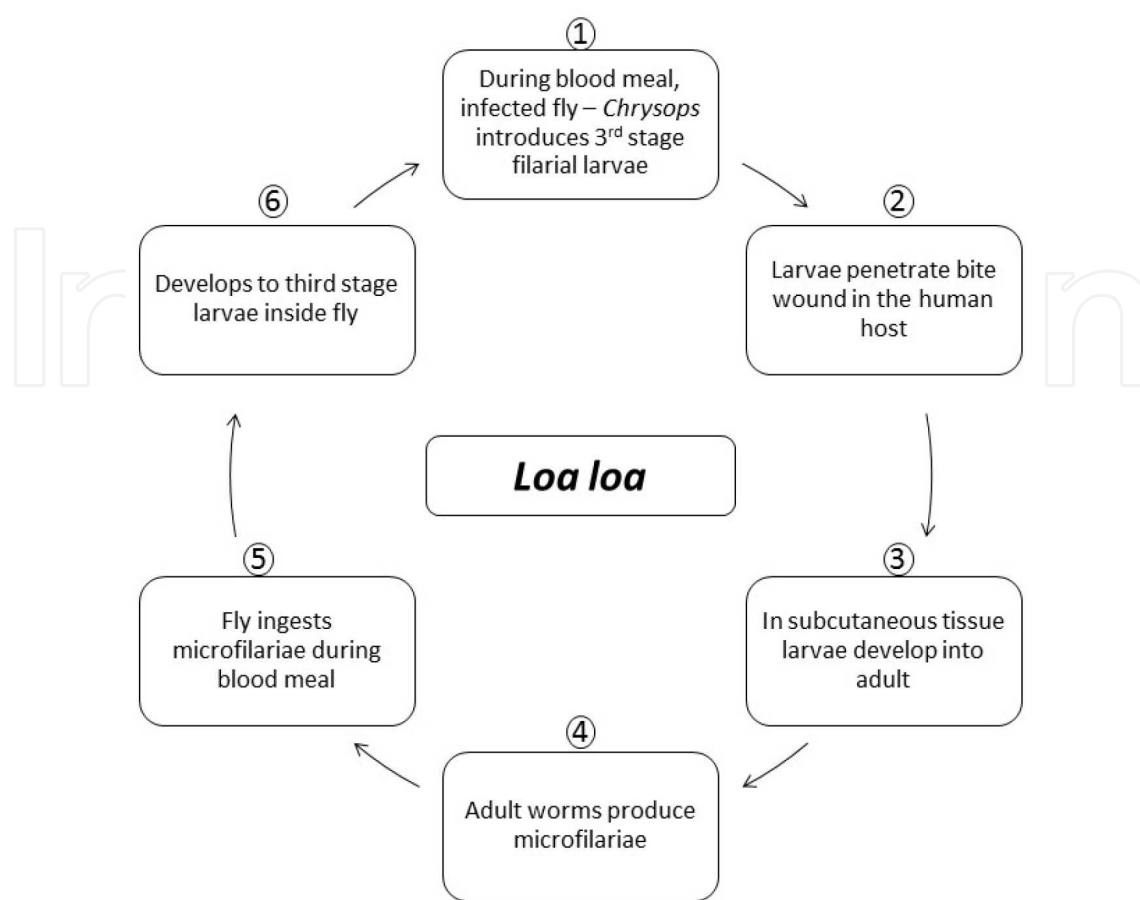 ①
During blood meal,
infected fly – Chrysops
introduces 3rd stage
filarial larvae
②
Larvae penetrate bite
wound in the human
host
③
In subcutaneous tissue
larvae develop into
adult
④
Adult worms produce
microfilariae
⑤
Fly ingests
microfilariae during
blood meal
⑥
Develops to third stage
larvae inside fly
Loa loa